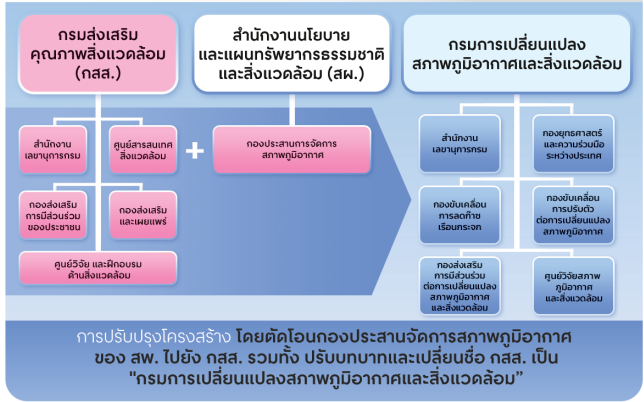 กรมส่งเสริม
คุณภาพสิ่งแวดล้อม
(กสส.)
สำนักงานนโยบาย
และแผนทรัพยากรธรรมชาติ
และสิ่งแวดล้อม (สผ.)
กรมการเปลี่ยนแปลง
สภาพภูมิอากาศและสิ่งแวดล้อม
สำนักงาน
เลขานุการกรม
ศูนย์สารสนเทศ
สิ่งแวดล้อม
กองส่งเสริม
การมีส่วนร่วม
ของประชาชน
กองส่งเสริม
และเผยแพร่
ศูนย์วิจัย และฝึกอบรม
ด้านสิ่งแวดล้อม
+
กองประสานการจัดการ
สภาพภูมิอากาศ
สำนักงาน
เลขานุการกรม
กองยุทธศาสตร์
และความร่วมมือ
ระหว่างประเทศ
กองขับเคลื่อน
การลดก๊าซ
เรือนกระจก
กองขับเคลื่อน
การปรับตัว
ต่อการเปลี่ยนแปลง
สภาพภูมิอากาศ
กองส่งเสริม
การมีส่วนร่วม
ต่อการเปลี่ยนแปลง
สภาพภูมิอากาศ
และสิ่งแวดล้อม
ศูนย์วิจัยสภาพ
ภูมิอากาศ
และสิ่งแวดล้อม
การปรับปรุงโครงสร้าง โดยตัดโอนกองประสานจัดการสภาพภูมิอากาศ
ของ สพ. ไปยัง กสส. รวมทั้ง ปรับบทบาทและเปลี่ยนชื่อ กสส. เป็น
"กรมการเปลี่ยนแปลงสภาพภูมิอากาศและสิ่งแวดล้อม”